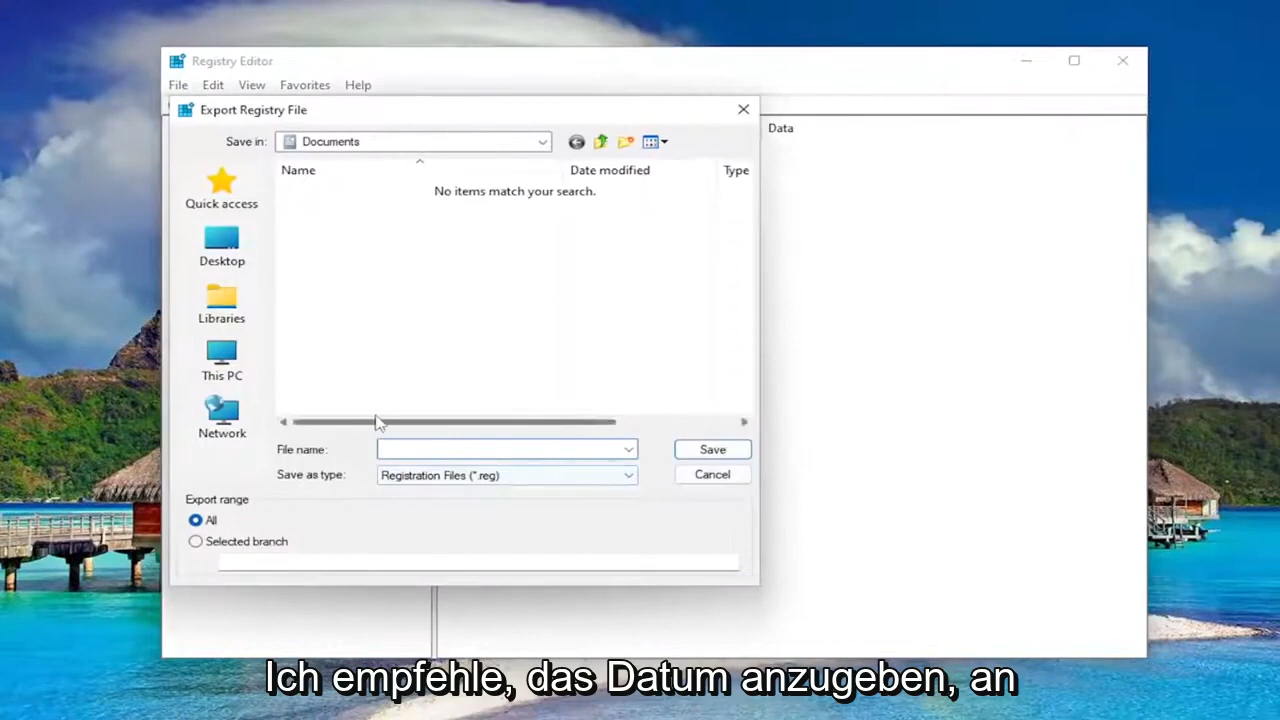 Registry Editor
File Edit View Favorites Help
Export Registry File
Save in: Documents
Data
Name Date modified Type
No items match your search.
Quick access
Desktop
Libraries
This PC
Network
File name: Save
Save as type: Registration Files (*.reg) Cancel
Export range
All
Selected branch
Ich empfehle, das Datum anzugeben, an